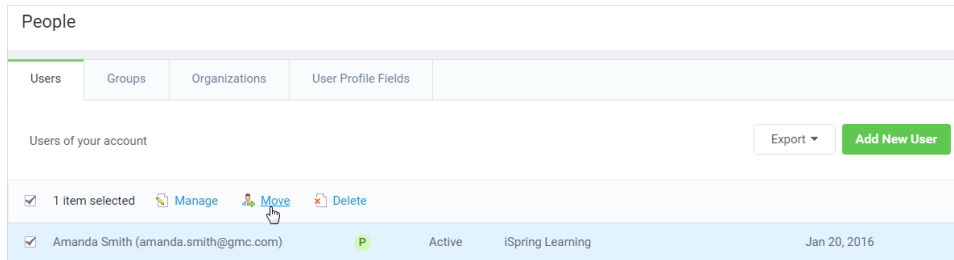 People
Users Groups Organizations User Profile Fields
Users of your account Export Add New User
1 item selected Manage Move Delete
Amanda Smith (amanda.smith@gmc.com) P Active iSpring Learning Jan 20, 2016